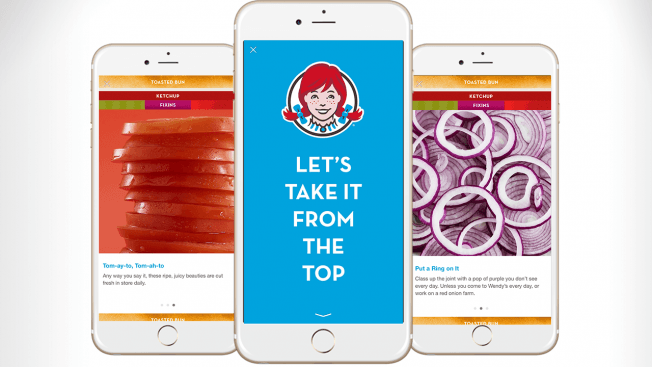 TOASTED BUN
KETCHUP
FIXINS
Tom-ay-to, Tom-ah-to
Any way you say it, these ripe, juicy beauties are cut
fresh in store daily.
TOASTED BUN
LET'S
TAKE IT
FROM
THE
TOP
TOASTED BUN
KETCHUP
FIXINS
Put a Ring on It
Class up the joint with a pop of purple you don't see
every day. Unless you come to Wendy's every day, or
work on a red onion farm.
TOASTED BUN